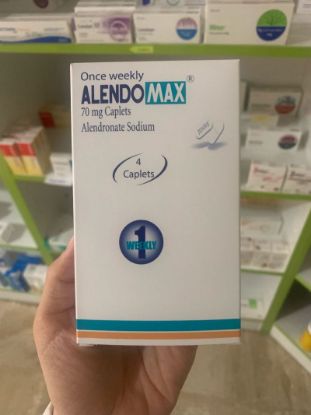 Once weekly
ALENDOMAX®
70 mg Caplets
Alendronate Sodium
4
Caplets
1
WEEKLY